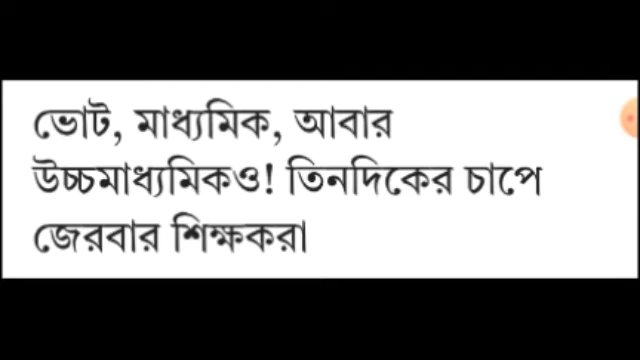 ভোট, মাধ্যমিক, আবার
উচ্চমাধ্যমিকও! তিনদিকের চাপে
জেরবার শিক্ষকরা